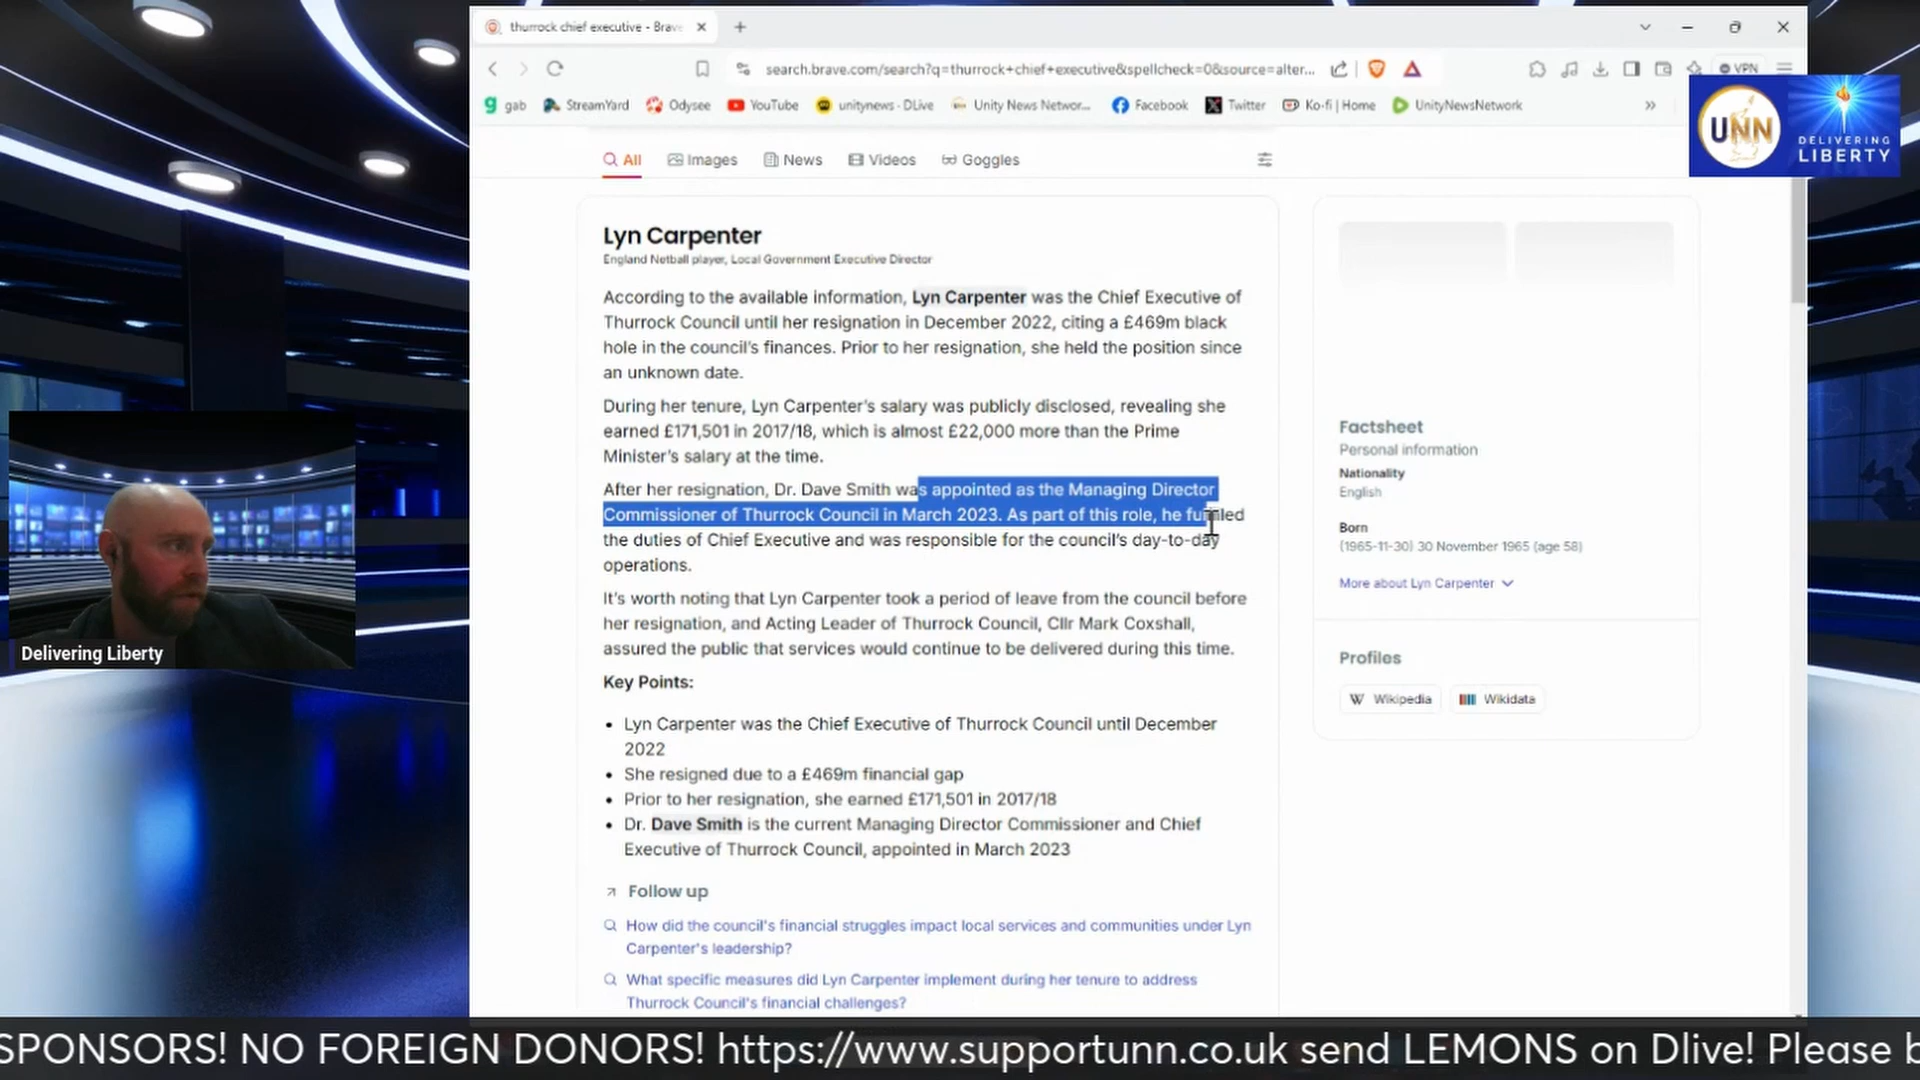 thurrock chief executive - Brave
search.brave.com/search?q=thurrock+chief+executive&spellcheck=0&source=alter...
VPN
gab
StreamYard
Odysee
YouTube
unitynews - DLive
Unity News Networ...
Facebook
Twitter
Ko-fi | Home
UnityNewsNetwork
UNN
DELIVERING
LIBERTY
All
Images
News
Videos
Goggles
Lyn Carpenter
England Netball player, Local Government Executive Director
According to the available information, Lyn Carpenter was the Chief Executive of
Thurrock Council until her resignation in December 2022, citing a £469m black
hole in the council's finances. Prior to her resignation, she held the position since
an unknown date.
During her tenure, Lyn Carpenter's salary was publicly disclosed, revealing she
earned £171,501 in 2017/18, which is almost £22,000 more than the Prime
Minister's salary at the time.
After her resignation, Dr. Dave Smith was appointed as the Managing Director
Commissioner of Thurrock Council in March 2023. As part of this role, he fulfilled
the duties of Chief Executive and was responsible for the council's day-to-day
operations.
It's worth noting that Lyn Carpenter took a period of leave from the council before
her resignation, and Acting Leader of Thurrock Council, Cllr Mark Coxshall,
assured the public that services would continue to be delivered during this time.
Key Points:
• Lyn Carpenter was the Chief Executive of Thurrock Council until December
2022
• She resigned due to a £469m financial gap
• Prior to her resignation, she earned £171,501 in 2017/18
• Dr. Dave Smith is the current Managing Director Commissioner and Chief
Executive of Thurrock Council, appointed in March 2023
Follow up
How did the council's financial struggles impact local services and communities under Lyn
Carpenter's leadership?
What specific measures did Lyn Carpenter implement during her tenure to address
Thurrock Council's financial challenges?
Factsheet
Personal information
Nationality
English
Born
(1965-11-30) 30 November 1965 (age 58)
More about Lyn Carpenter
Profiles
W Wikipedia
Wikidata
Delivering Liberty
SPONSORS! NO FOREIGN DONORS! https://www.supportunn.co.uk send LEMONS on Dlive! Please b